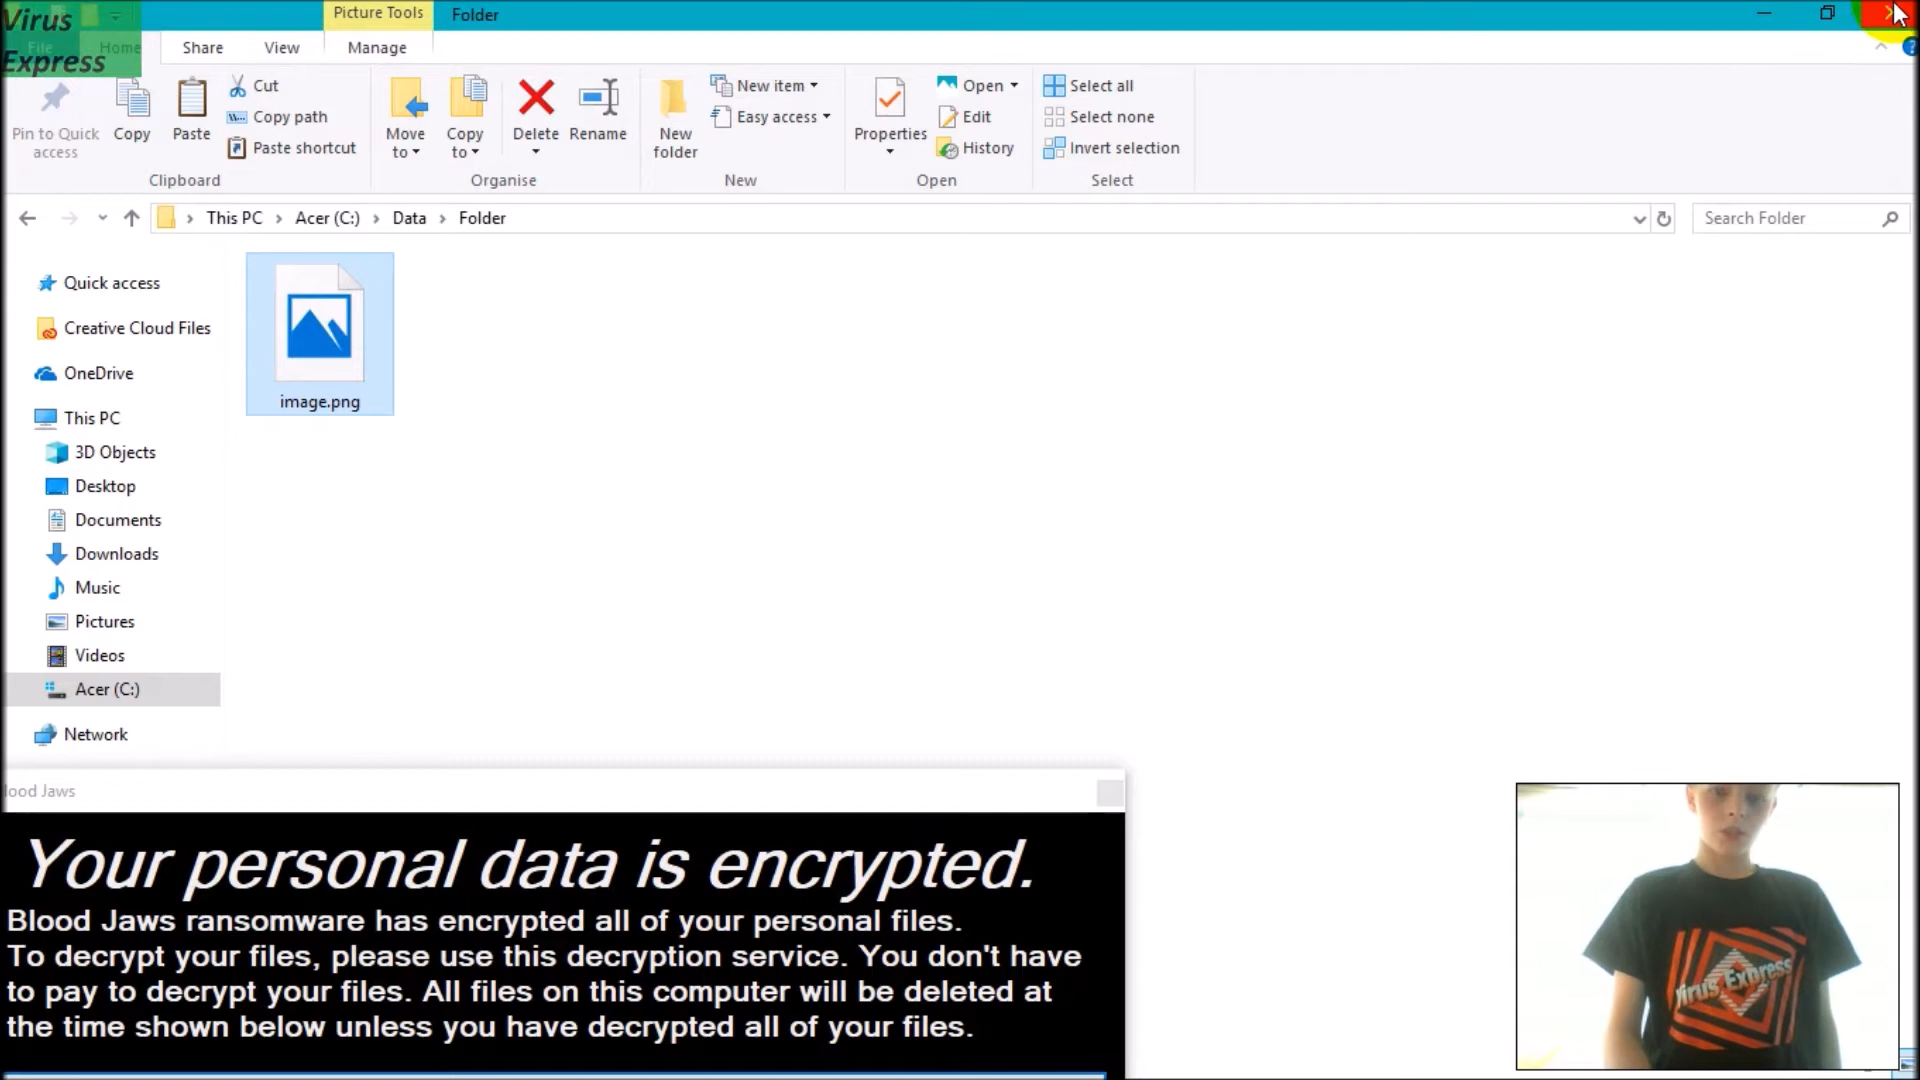 Virus
Express
Picture Tools
Folder
File
Home
Share
View
Manage
Pin to Quick
access
Copy
Paste
Cut
Copy path
Paste shortcut
Clipboard
Move
to
Copy
to
Delete
Rename
Organise
New
folder
New item
Easy access
New
Properties
Open
Edit
History
Open
Select all
Select none
Invert selection
Select
This PC
Acer (C:)
Data
Folder
Search Folder
Quick access
Creative Cloud Files
OneDrive
This PC
3D Objects
Desktop
Documents
Downloads
Music
Pictures
Videos
Acer (C:)
Network
image.png
lood Jaws
Your personal data is encrypted.
Blood Jaws ransomware has encrypted all of your personal files.
To decrypt your files, please use this decryption service. You don't have
to pay to decrypt your files. All files on this computer will be deleted at
the time shown below unless you have decrypted all of your files.
Virus Express